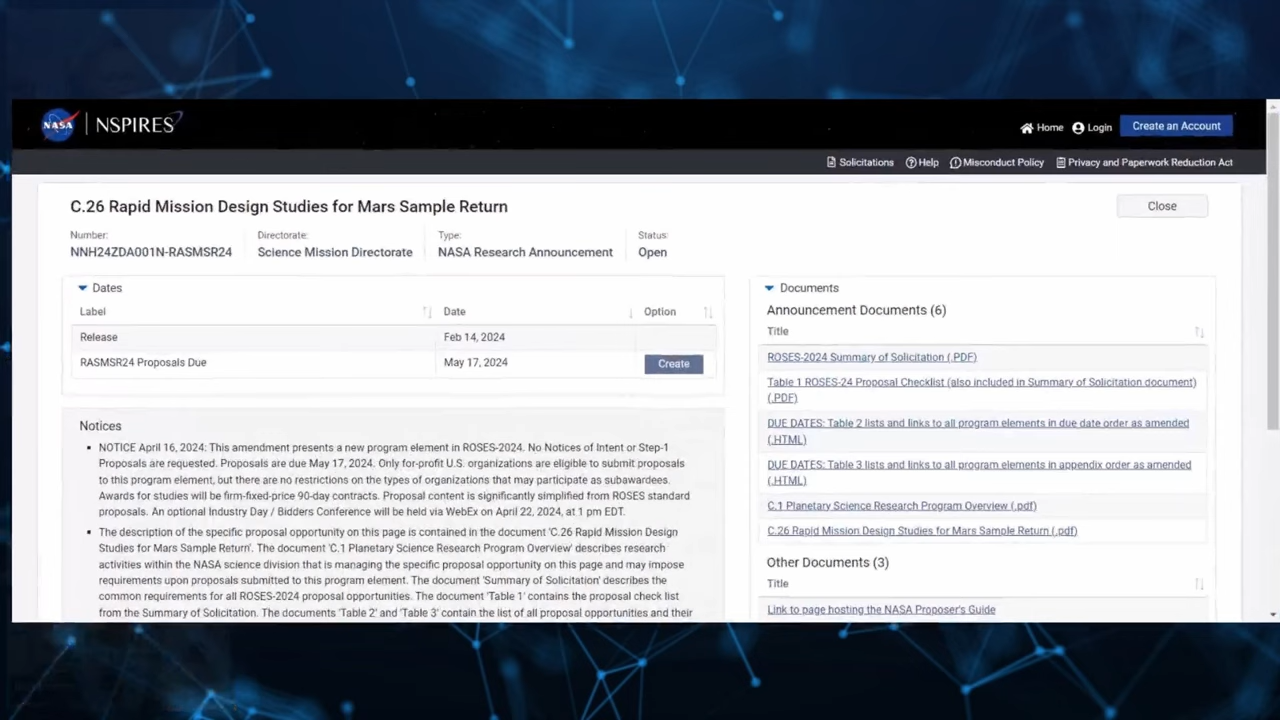 NASA NSPIRES
Home Login Create an Account
Solicitations Help Misconduct Policy Privacy and Paperwork Reduction Act
C.26 Rapid Mission Design Studies for Mars Sample Return
Close
Number: Directorate: Type: Status:
NNH24ZDA001N-RASMSR24 Science Mission Directorate NASA Research Announcement Open
Dates
Label Date Option
Release Feb 14, 2024
RASMSR24 Proposals Due May 17, 2024 Create
Notices
NOTICE April 16, 2024: This amendment presents a new program element in ROSES-2024. No Notices of Intent or Step-1
Proposals are requested. Proposals are due May 17, 2024. Only for-profit U.S. organizations are eligible to submit proposals
to this program element, but there are no restrictions on the types of organizations that may participate as subawardees.
Awards for studies will be firm-fixed-price 90-day contracts. Proposal content is significantly simplified from ROSES standard
proposals. An optional Industry Day / Bidders Conference will be held via WebEx on April 22, 2024, at 1 pm EDT.
The description of the specific proposal opportunity on this page is contained in the document 'C.26 Rapid Mission Design
Studies for Mars Sample Return'. The document 'C.1 Planetary Science Research Program Overview' describes research
activities within the NASA science division that is managing the specific proposal opportunity on this page and may impose
requirements upon proposals submitted to this program element. The document 'Summary of Solicitation' describes the
common requirements for all ROSES-2024 proposal opportunities. The document 'Table 1' contains the proposal check list
from the Summary of Solicitation. The documents 'Table 2' and 'Table 3' contain the list of all proposal opportunities and their
Documents
Announcement Documents (6)
Title
ROSES-2024 Summary of Solicitation (.PDF)
Table 1 ROSES-24 Proposal Checklist (also included in Summary of Solicitation document)
(.PDF)
DUE DATES: Table 2 lists and links to all program elements in due date order as amended
(.HTML)
DUE DATES: Table 3 lists and links to all program elements in appendix order as amended
(.HTML)
C.1 Planetary Science Research Program Overview (.pdf)
C.26 Rapid Mission Design Studies for Mars Sample Return (.pdf)
Other Documents (3)
Title
Link to page hosting the NASA Proposer's Guide